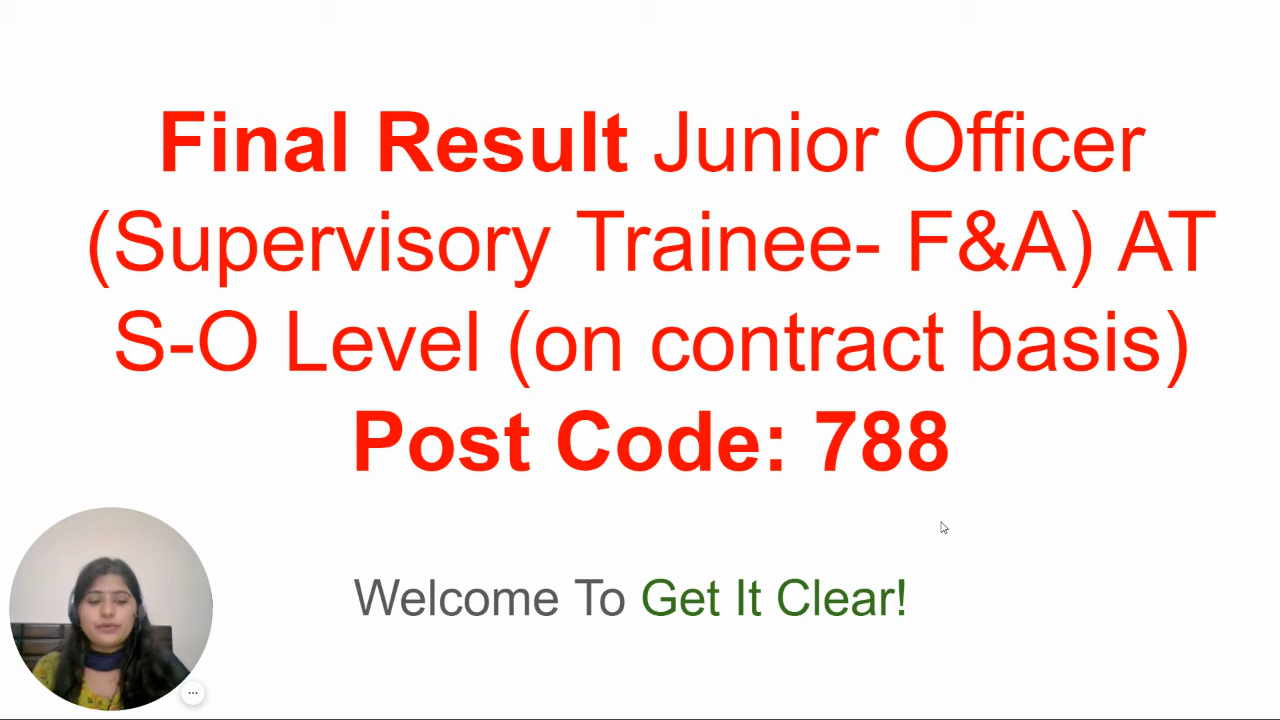 Final Result Junior Officer
(Supervisory Trainee- F&A) AT
S-O Level (on contract basis)
Post Code: 788
Welcome To Get It Clear!